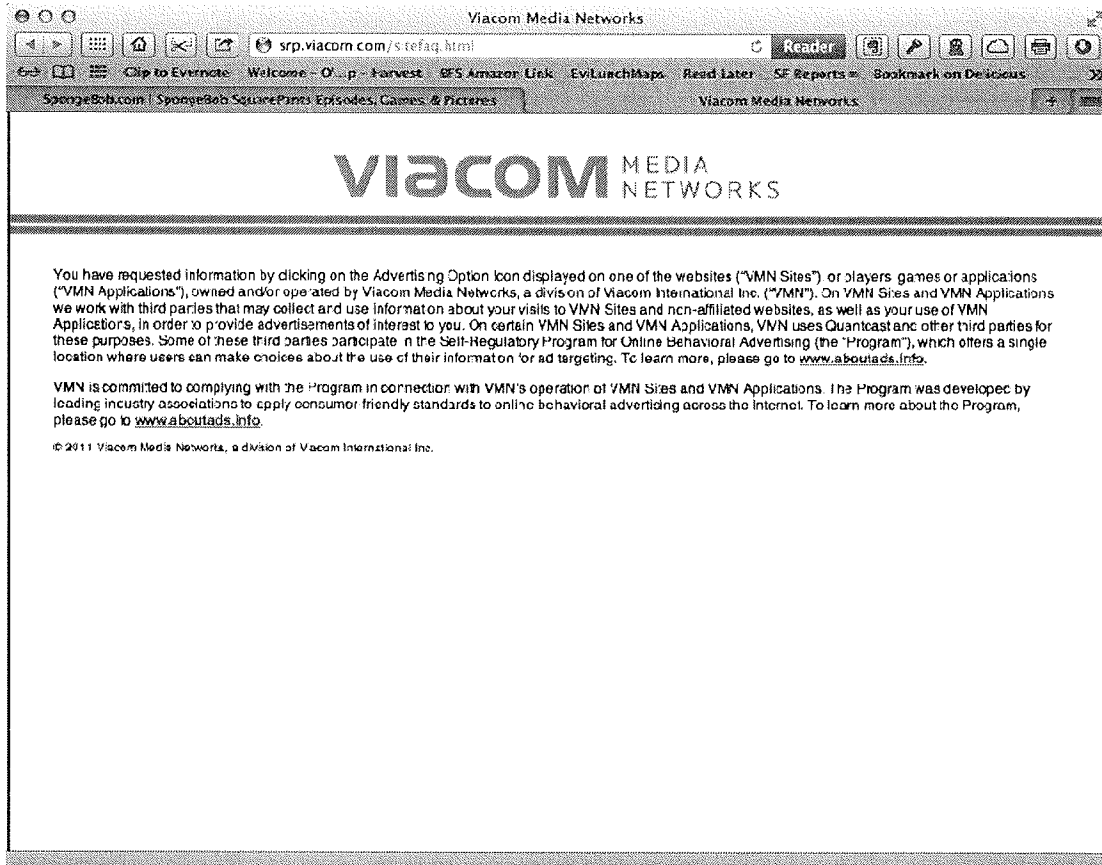 Viacom Media Networks
srp.viacom.com/sitefaq.html
Reader
Clip to Evernote Welcome - O'...p - Harvest BFS Amazon Link EvilLunchMaps Read Later SF Reports Bookmark on Delicious
SpongeBob.com | SpongeBob SquarePants Episodes, Games, & Pictures
Viacom Media Networks
VIACOM MEDIA
NETWORKS
You have requested information by clicking on the Advertising Option Icon displayed on one of the websites ("VMN Sites") or players games or applications
("VMN Applications"), owned and/or operated by Viacom Media Networks, a division of Viacom International Inc. ("VMN"). On VMN Sites and VMN Applications
we work with third parties that may collect and use information about your visits to VMN Sites and non-affiliated websites, as well as your use of VMN
Applications, in order to provide advertisements of interest to you. On certain VMN Sites and VMN Applications, VMN uses Quantcast and other third parties for
these purposes. Some of these third parties participate in the Self-Regulatory Program for Online Behavioral Advertising (the "Program"), which offers a single
location where users can make choices about the use of their information for ad targeting. To learn more, please go to www.aboutads.info.
VMN is committed to complying with the Program in connection with VMN's operation of VMN Sites and VMN Applications. The Program was developed by
leading industry associations to apply consumer friendly standards to online behavioral advertising across the Internet. To learn more about the Program,
please go to www.aboutads.info.
© 2011 Viacom Media Networks, a division of Viacom International Inc.